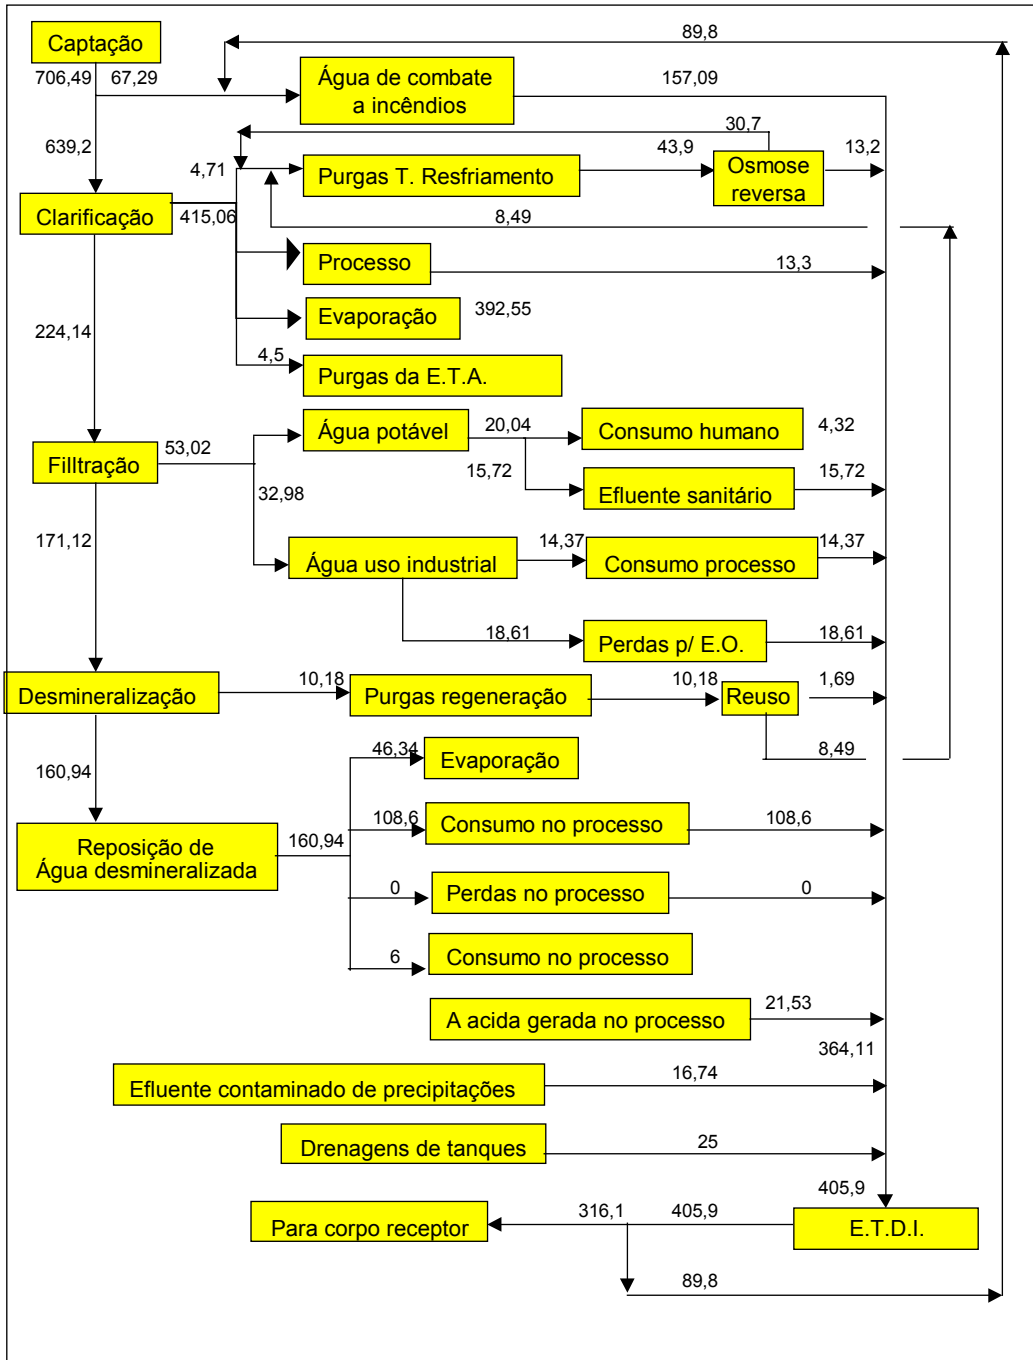 89,8
Captação
706,49 67,29
Água de combate
a incêndios
157,09
639,2
30,7
4,71
Purgas T. Resfriamento
43,9
Osmose
reversa
13,2
Clarificação
415,06
8,49
Processo
13,3
Evaporação
392,55
224,14
4,5
Purgas da E.T.A.
Água potável
20,04
Consumo humano
4,32
Filltração
53,02
15,72
Efluente sanitário
15,72
32,98
171,12
Água uso industrial
14,37
Consumo processo
14,37
18,61
Perdas p/ E.O.
18,61
Desmineralização
10,18
Purgas regeneração
10,18
Reuso
1,69
8,49
160,94
46,34
Evaporação
Reposição de
Água desmineralizada
160,94
108,6
Consumo no processo
108,6
0
Perdas no processo
0
6
Consumo no processo
A acida gerada no processo
21,53
364,11
Efluente contaminado de precipitações
16,74
Drenagens de tanques
25
405,9
Para corpo receptor
316,1
405,9
E.T.D.I.
89,8